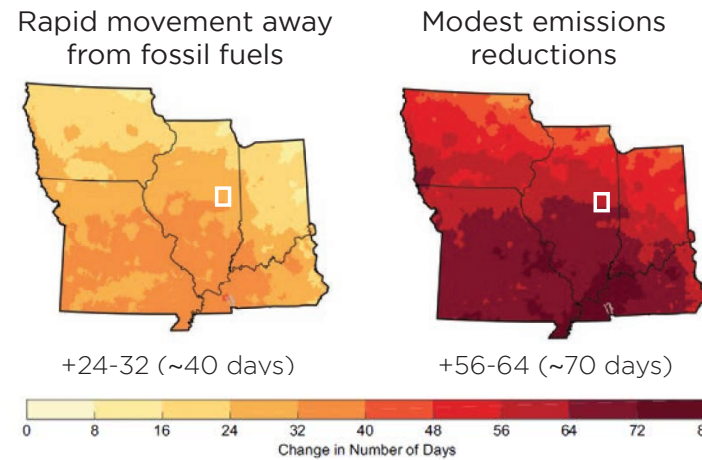 Rapid movement away
from fossil fuels
Modest emissions
reductions
+24-32 (~40 days)
+56-64 (~70 days)
0 8 16 24 32 40 48 56 64 72
Change in Number of Days